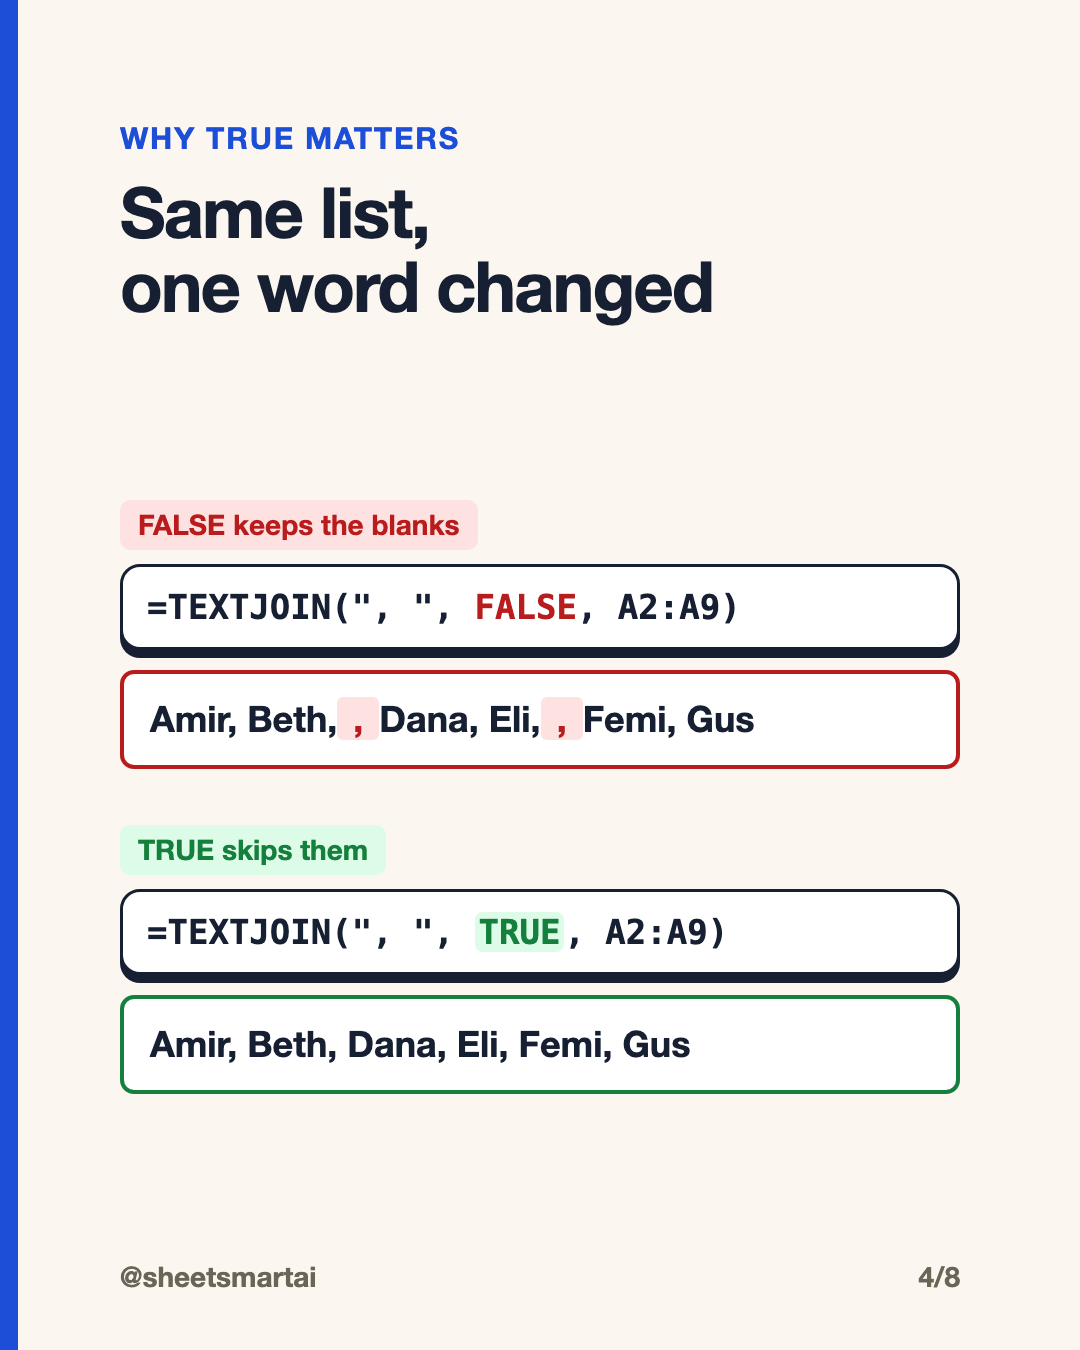 WHY TRUE MATTERS
Same list,
one word changed
FALSE keeps the blanks
=TEXTJOIN(", ", FALSE, A2:A9)
Amir, Beth, , Dana, Eli, , Femi, Gus
TRUE skips them
=TEXTJOIN(", ", TRUE, A2:A9)
Amir, Beth, Dana, Eli, Femi, Gus
@sheetsmartai
4/8